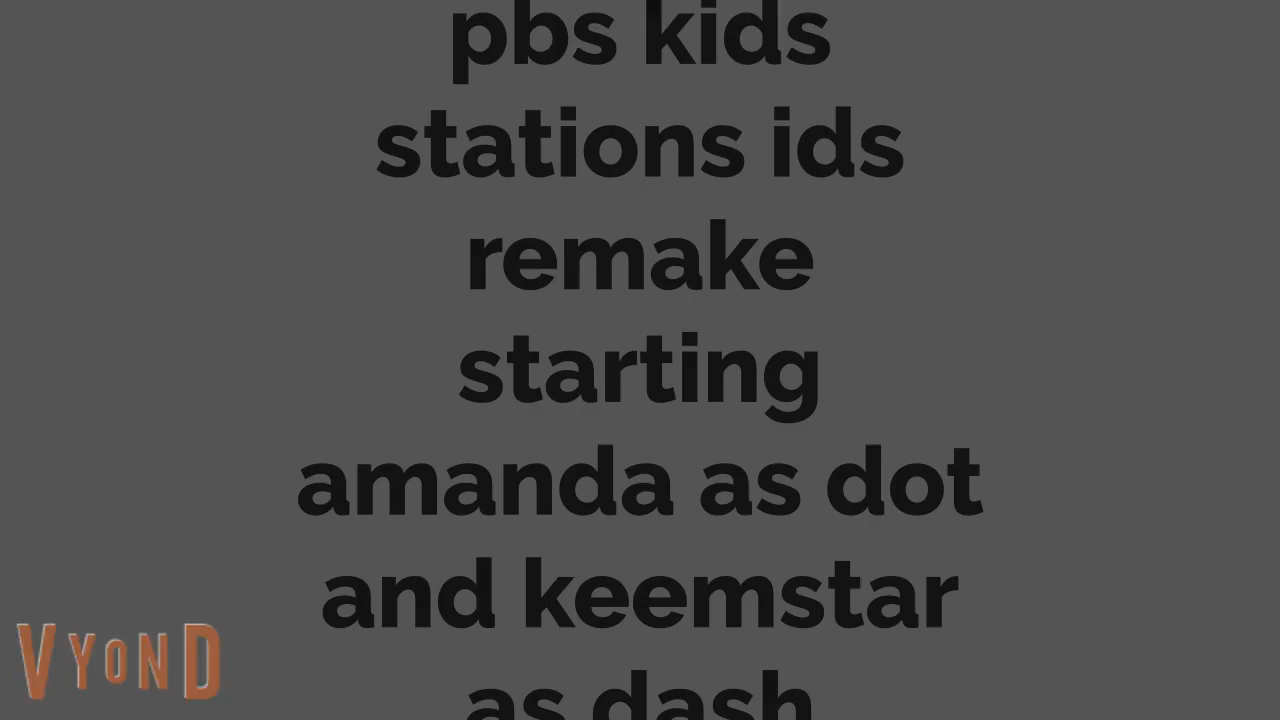 pbs kids
stations ids
remake
starting
amanda as dot
and keemstar
as dash
VYOND